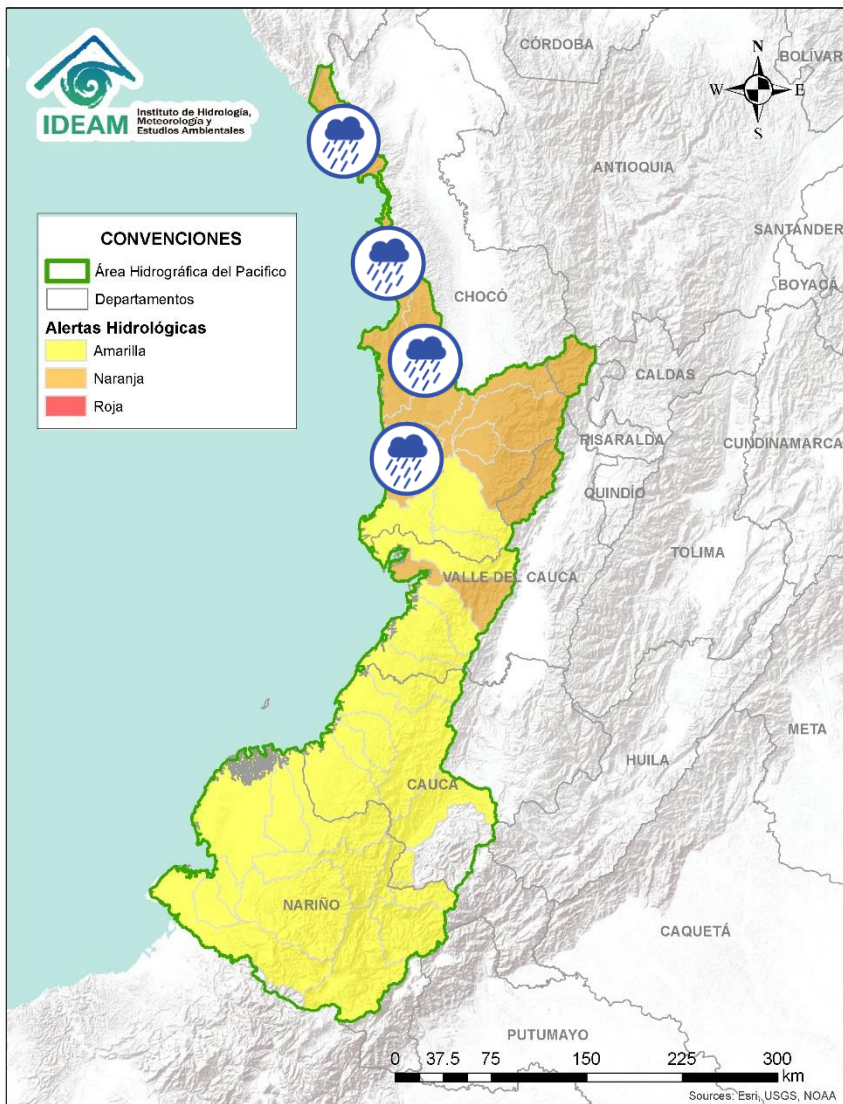 IDEAM
Instituto de Hidrología,
Meteorología y
Estudios Ambientales
N
W
E
S
CÓRDOBA
BOLÍVAR
ANTIOQUIA
SANTANDER
BOYACÁ
CHOCÓ
CALDAS
RISARALDA
CUNDINAMARCA
QUINDÍO
TOLIMA
VALLE DEL CAUCA
META
HUILA
CAUCA
NARIÑO
CAQUETÁ
PUTUMAYO
CONVENCIONES
Área Hidrográfica del Pacifico
Departamentos
Alertas Hidrológicas
Amarilla
Naranja
Roja
0 37.5 75 150 225 300
km
Sources: Esri, USGS, NOAA